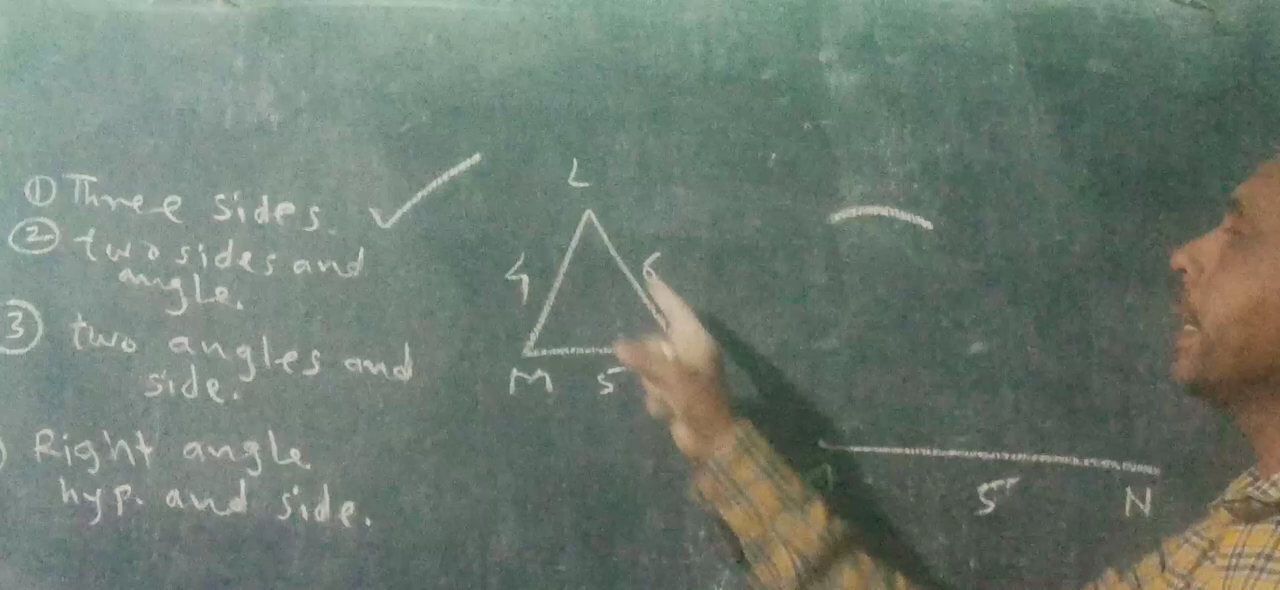 ① Three sides.
② two sides and
angle.
③ two angles and
side.
) Right angle
hyp. and side.
L
4
6
M
5
5
N